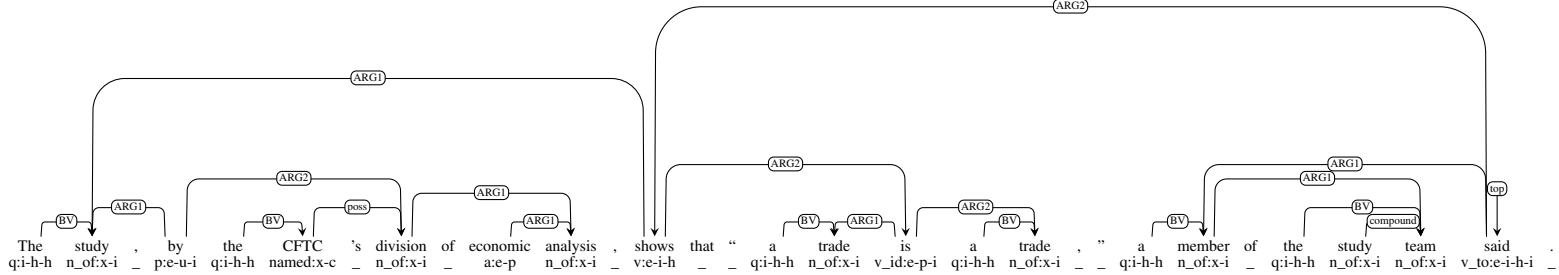 ARG2
ARG1
ARG2 ARG1
ARG2 ARG1
ARG1 top
BV ARG1 BV poss ARG1 BV ARG1 ARG2 BV BV BV compound
The study , by the CFTC 's division of economic analysis , shows that “ a trade is a trade , ” a member of the study team said .
q:i-h-h n_of:x-i _ p:e-u-i q:i-h-h named:x-c _ n_of:x-i _ a:e-p n_of:x-i _ v:e-i-h _ _ q:i-h-h n_of:x-i v_id:e-p-i q:i-h-h n_of:x-i _ _ q:i-h-h n_of:x-i _ q:i-h-h n_of:x-i n_of:x-i v_to:e-i-h-i _